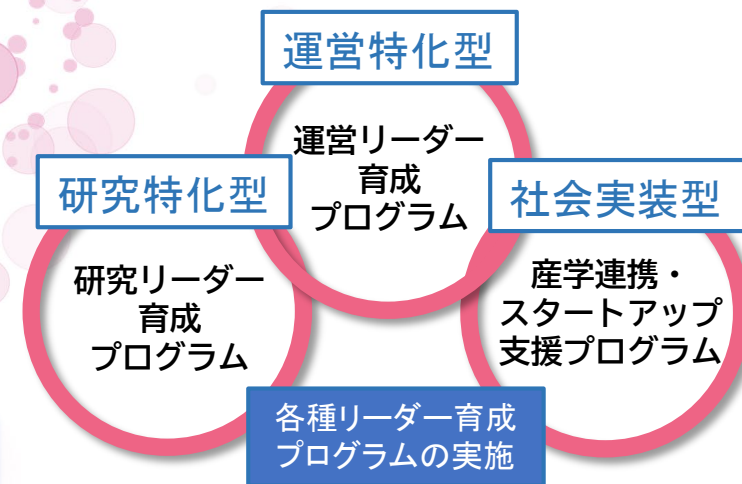 運営特化型
運営リーダー
育成
プログラム
研究特化型
研究リーダー
育成
プログラム
社会実装型
産学連携・
スタートアップ
支援プログラム
各種リーダー育成
プログラムの実施